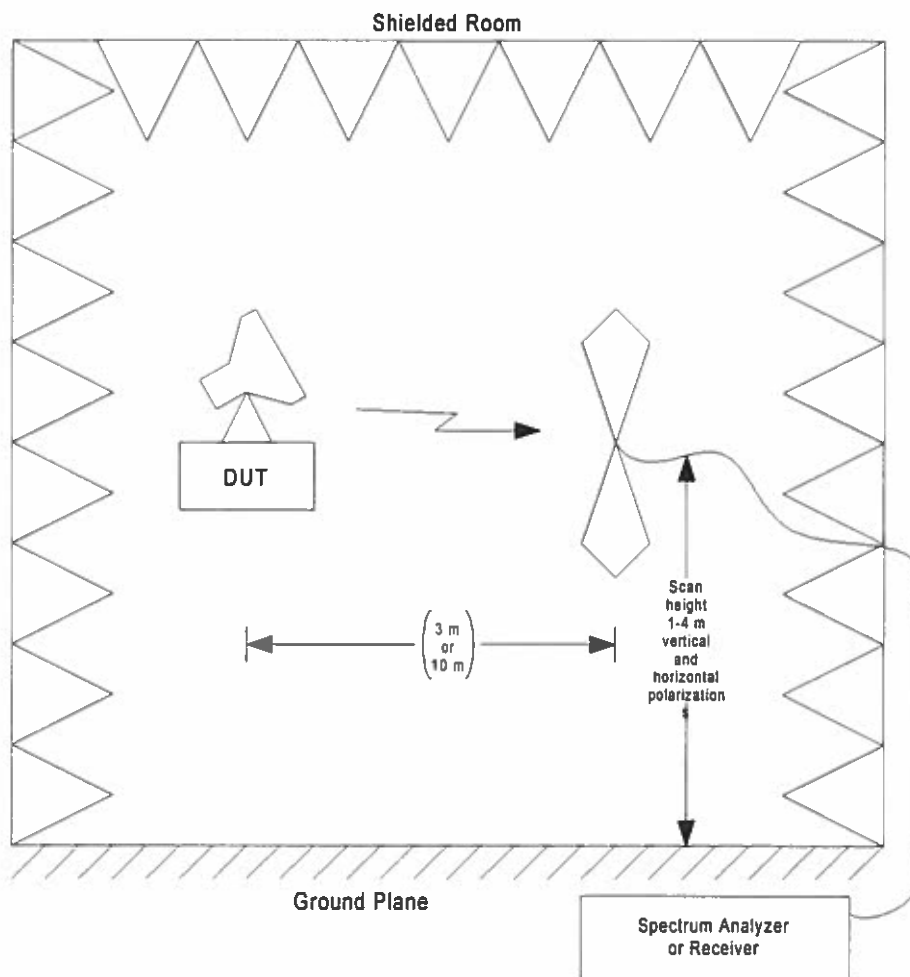 Shielded Room
DUT
3 m
or
10 m
Scan
height
1-4 m
vertical
and
horizontal
polarization
s
Ground Plane
Spectrum Analyzer
or Receiver